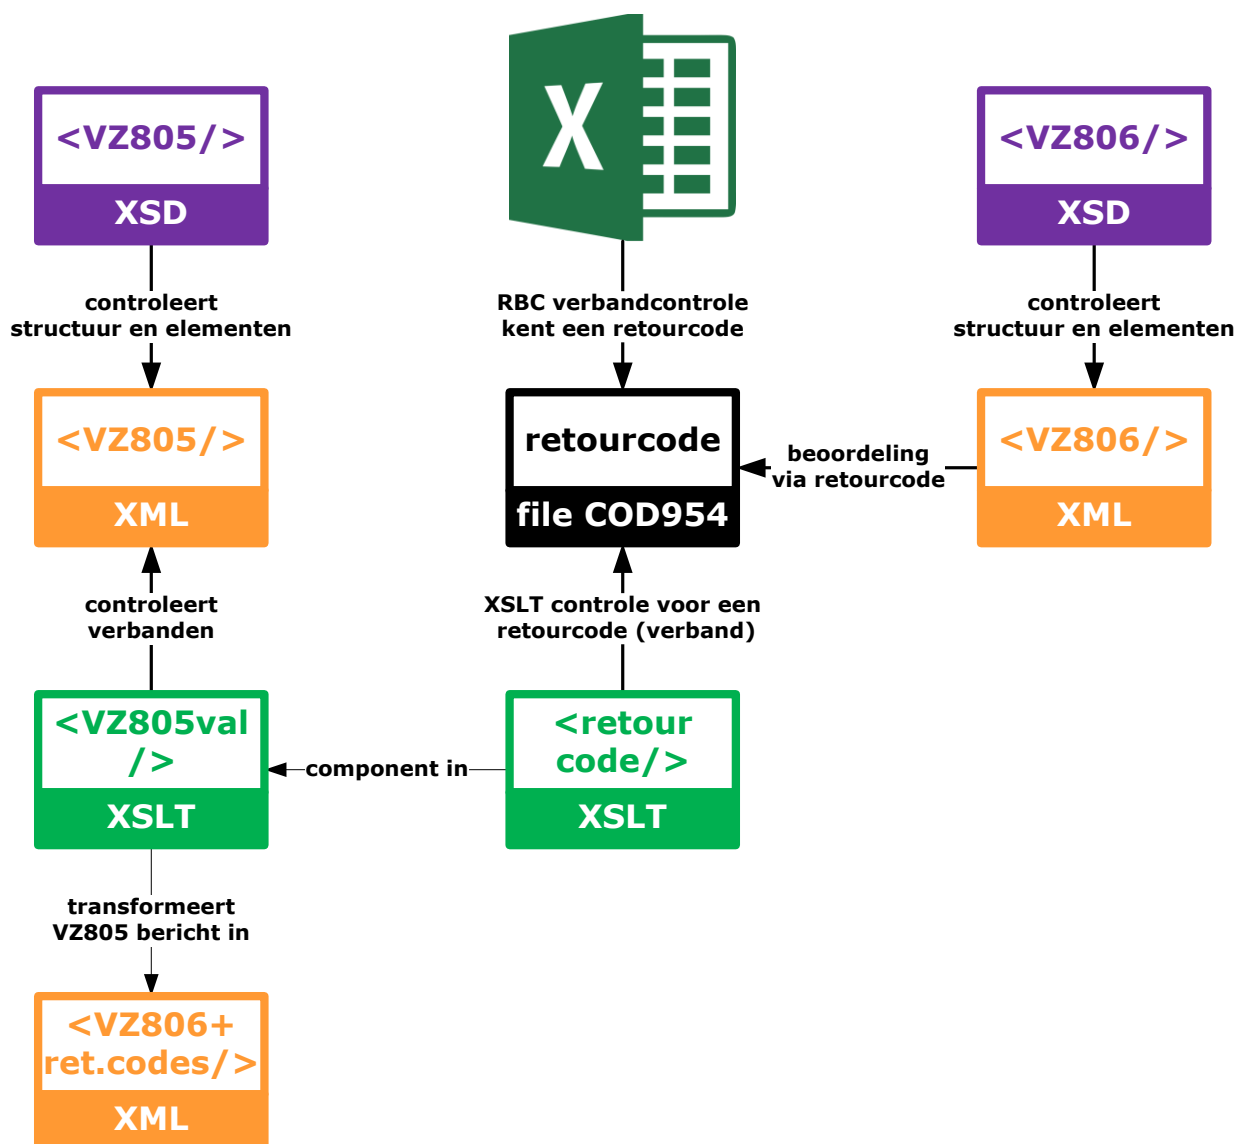 <VZ805/>
XSD
X
<VZ806/>
XSD
controleert
structuur en elementen
RBC verbandcontrole
kent een retourcode
controleert
structuur en elementen
<VZ805/>
XML
retourcode
file COD954
beoordeling
via retourcode
<VZ806/>
XML
controleert
verbanden
XSLT controle voor een
retourcode (verband)
<VZ805val
/>
XSLT
component in
<retour
code/>
XSLT
transformeert
VZ805 bericht in
<VZ806+
ret.codes/>
XML